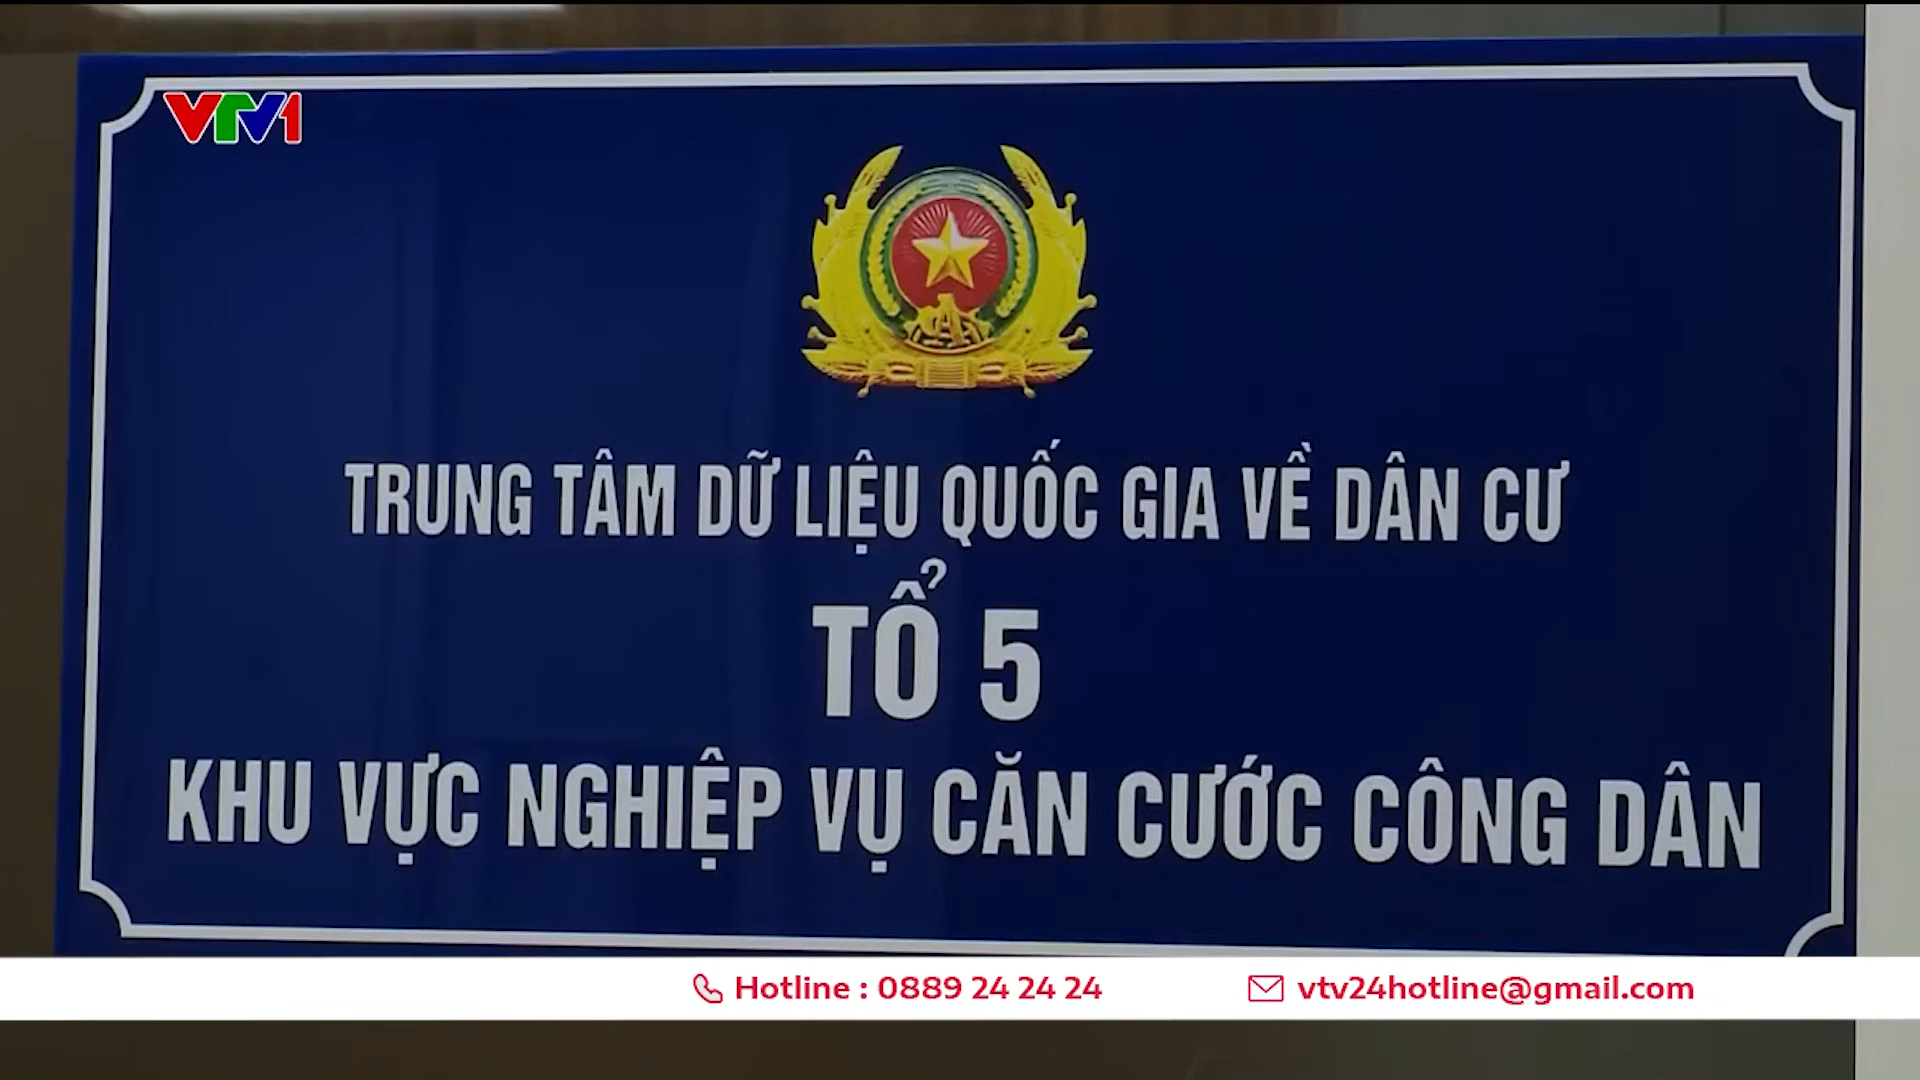 VTV1
TRUNG TÂM DỮ LIỆU QUỐC GIA VỀ DÂN CƯ
TỔ 5
KHU VỰC NGHIỆP VỤ CĂN CƯỚC CÔNG DÂN
Hotline : 0889 24 24 24
vtv24hotline@gmail.com